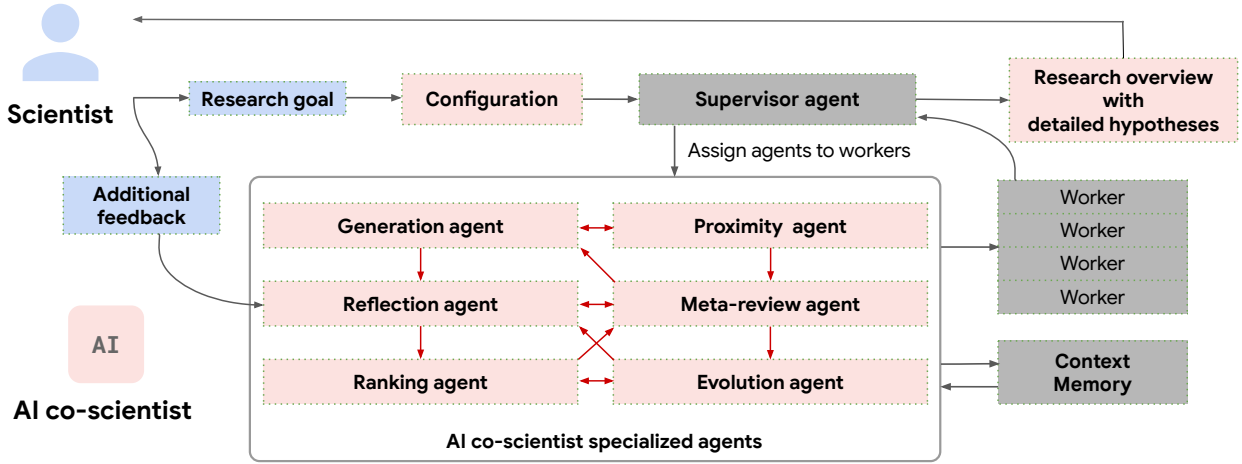 Scientist
Research goal
Configuration
Supervisor agent
Research overview
with
detailed hypotheses
Assign agents to workers
Additional
feedback
Generation agent
Proximity agent
Reflection agent
Meta-review agent
Ranking agent
Evolution agent
AI co-scientist specialized agents
Worker
Worker
Worker
Worker
Context
Memory
AI
AI co-scientist